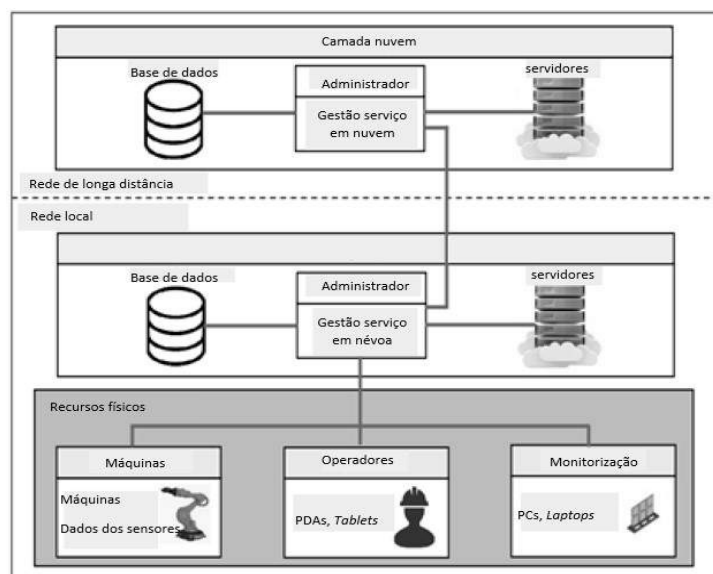 Camada nuvem
Base de dados
Administrador
servidores
Gestão serviço
em nuvem
Rede de longa distância
Rede local
Base de dados
Administrador
servidores
Gestão serviço
em névoa
Recursos físicos
Máquinas
Operadores
Monitorização
Máquinas
Dados dos sensores
PDAs, Tablets
PCs, Laptops